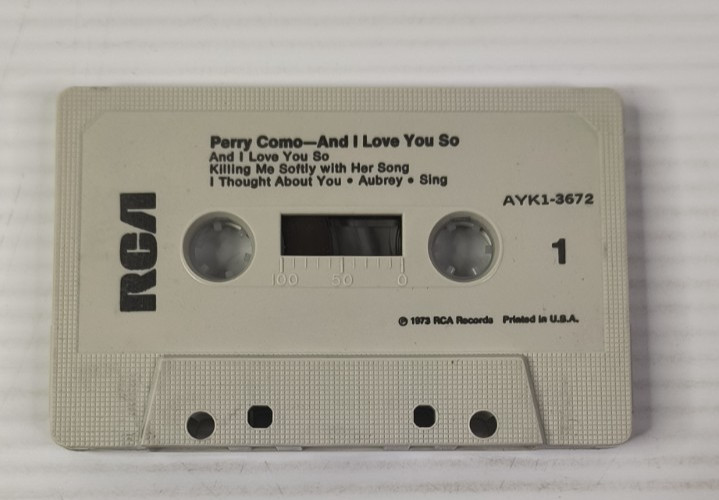 Perry Como—And I Love You So
And I Love You So
Killing Me Softly with Her Song
I Thought About You • Aubrey • Sing
AYK1-3672
RCA
1
100 50 0
℗ 1973 RCA Records Printed in U.S.A.